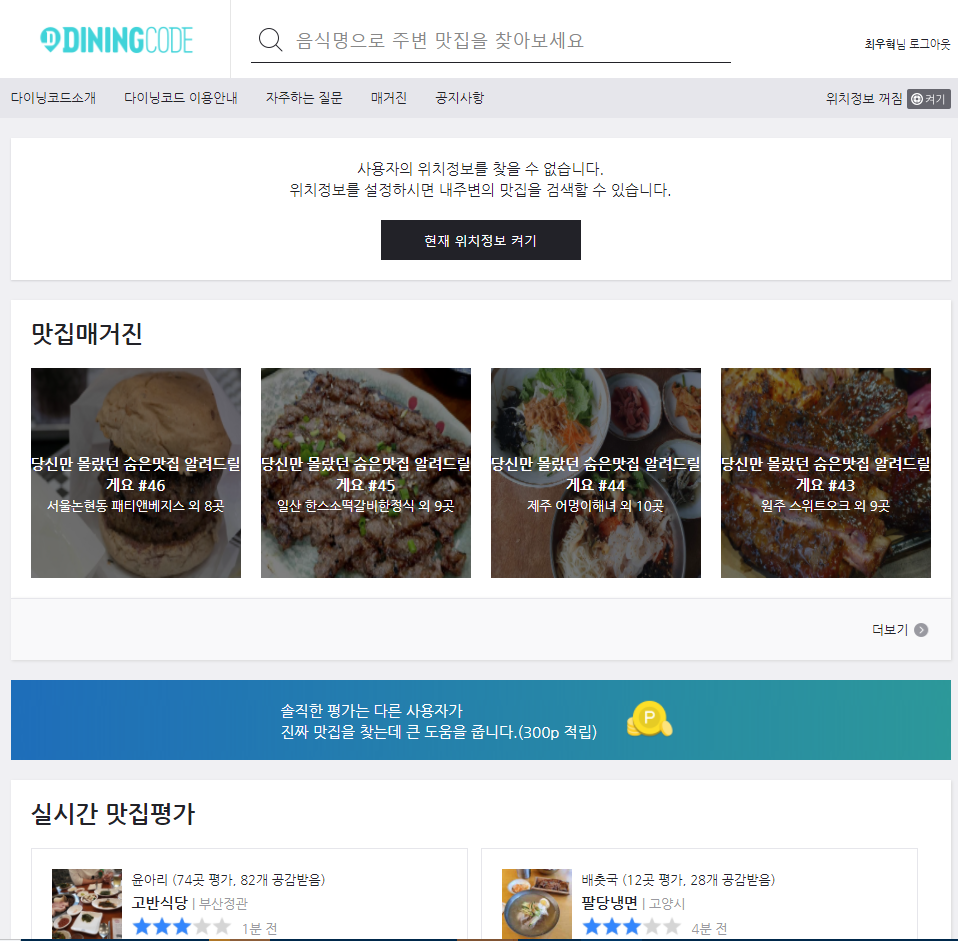 DININGCODE
음식명으로 주변 맛집을 찾아보세요
최우혁님 로그아웃
다이닝코드소개 다이닝코드 이용안내 자주하는 질문 매거진 공지사항 위치정보 꺼짐 켜기
사용자의 위치정보를 찾을 수 없습니다.
위치정보를 설정하시면 내주변의 맛집을 검색할 수 있습니다.
현재 위치정보 켜기
맛집매거진
당신만 몰랐던 숨은맛집 알려드릴
게요 #46
서울논현동 패티앤베지스 외 8곳
당신만 몰랐던 숨은맛집 알려드릴
게요 #45
일산 한스소떡갈비한정식 외 9곳
당신만 몰랐던 숨은맛집 알려드릴
게요 #44
제주 어멍이해녀 외 10곳
당신만 몰랐던 숨은맛집 알려드릴
게요 #43
원주 스위트오크 외 9곳
더보기
솔직한 평가는 다른 사용자가
진짜 맛집을 찾는데 큰 도움을 줍니다.(300p 적립)
P
실시간 맛집평가
윤아리 (74곳 평가, 82개 공감받음)
고반식당 | 부산정관
1분 전
배춋국 (12곳 평가, 28개 공감받음)
팔당냉면 | 고양시
4분 전